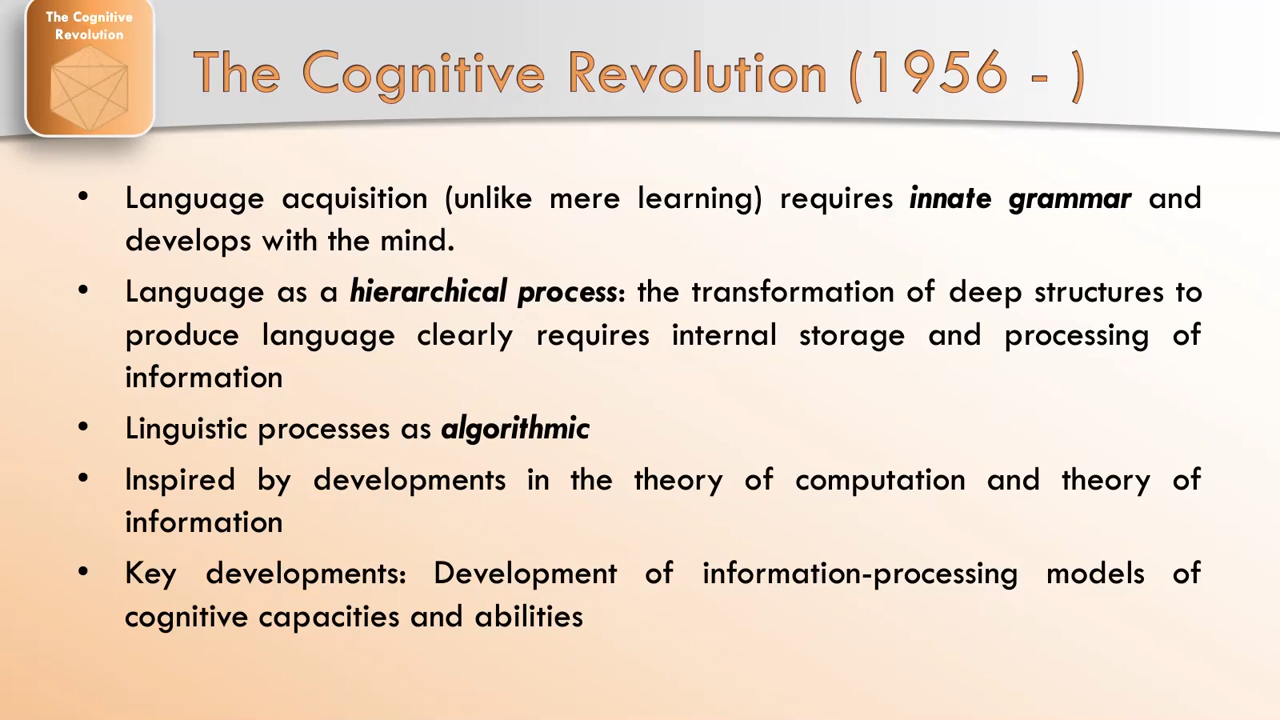 The Cognitive
Revolution
The Cognitive Revolution (1956 - )
• Language acquisition (unlike mere learning) requires innate grammar and
develops with the mind.
• Language as a hierarchical process: the transformation of deep structures to
produce language clearly requires internal storage and processing of
information
• Linguistic processes as algorithmic
• Inspired by developments in the theory of computation and theory of
information
• Key developments: Development of information-processing models of
cognitive capacities and abilities